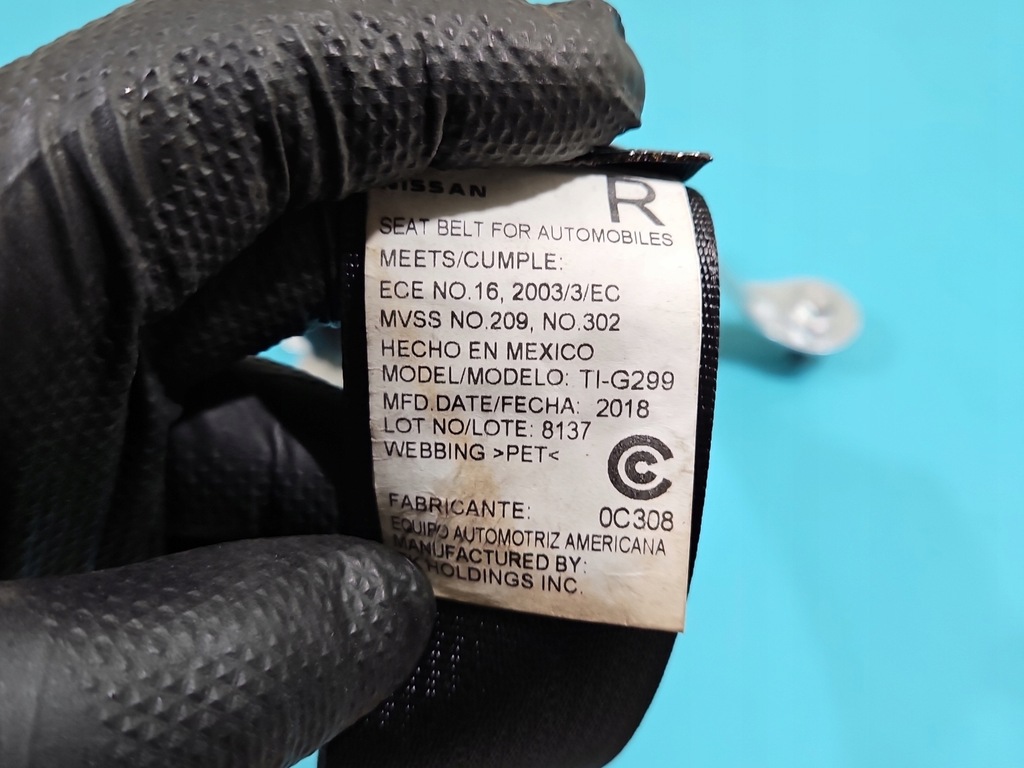 NISSAN
R
SEAT BELT FOR AUTOMOBILES
MEETS/CUMPLE:
ECE NO.16, 2003/3/EC
MVSS NO.209, NO.302
HECHO EN MEXICO
MODEL/MODELO: TI-G299
MFD.DATE/FECHA: 2018
LOT NO/LOTE: 8137
WEBBING >PET<
FABRICANTE:
0C308
EQUIPO AUTOMOTRIZ AMERICANA
MANUFACTURED BY:
HOLDINGS INC.